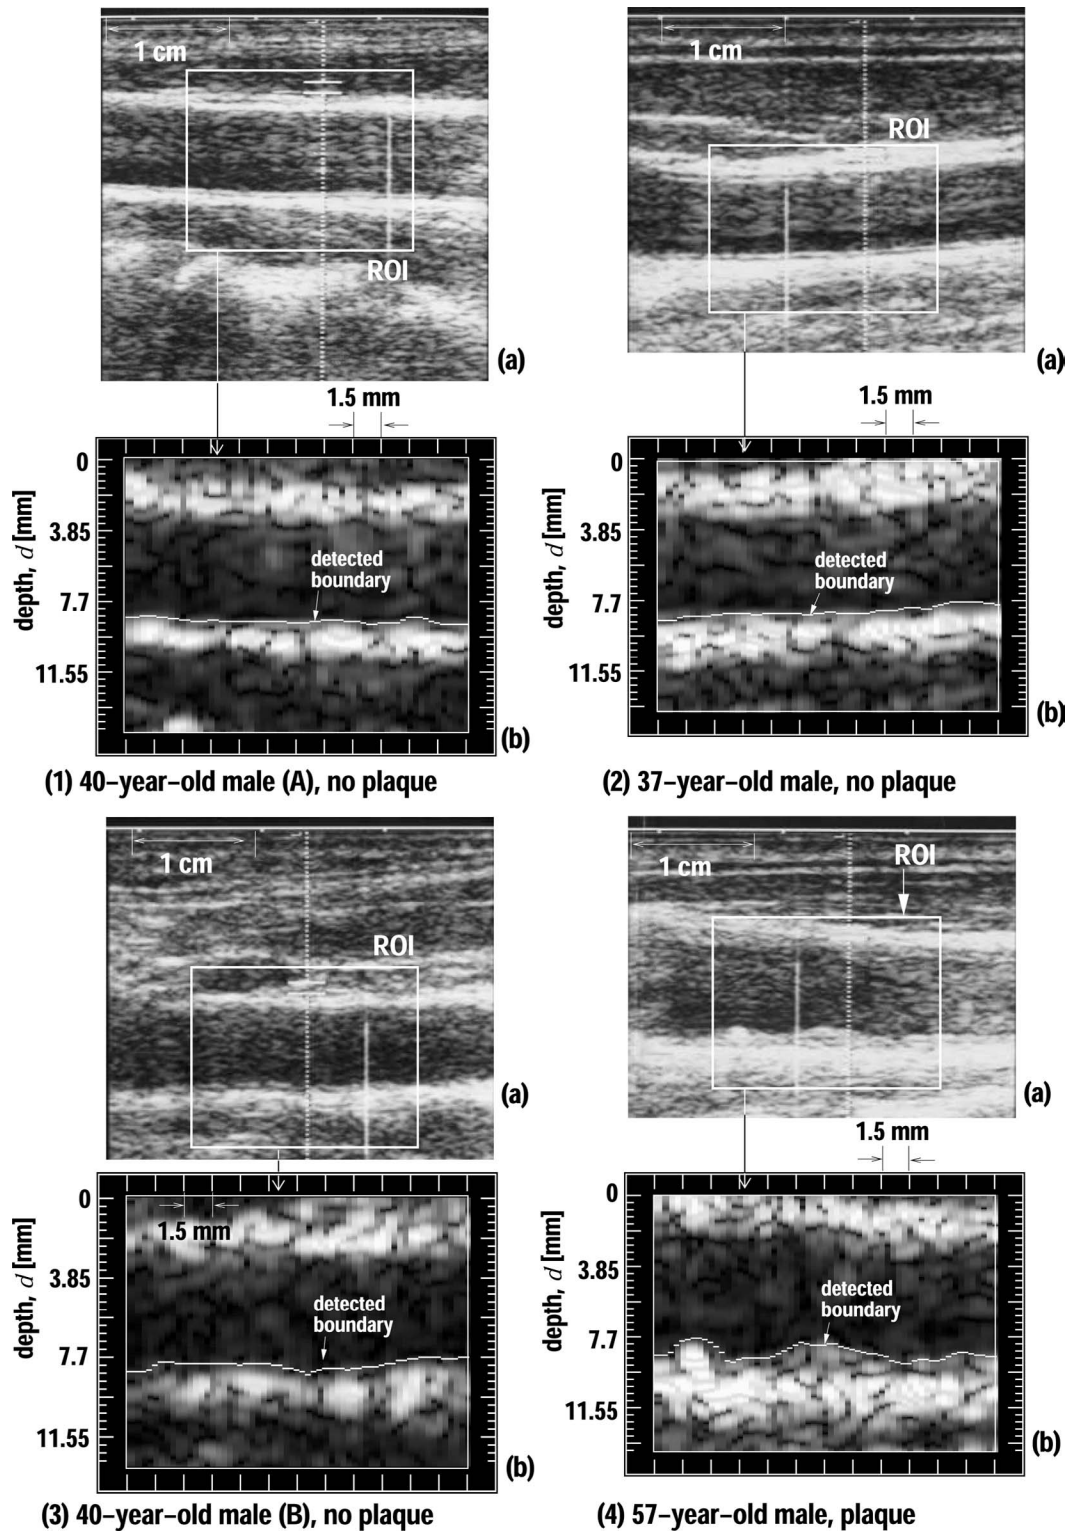 1 cm
ROI
(a)
1.5 mm
0
3.85
7.7
11.55
depth, d [mm]
detected
boundary
(b)
(1) 40–year–old male (A), no plaque
1 cm
ROI
(a)
1.5 mm
0
3.85
7.7
11.55
depth, d [mm]
detected
boundary
(b)
(2) 37–year–old male, no plaque
1 cm
ROI
(a)
0
1.5 mm
3.85
7.7
11.55
depth, d [mm]
detected
boundary
(b)
(3) 40–year–old male (B), no plaque
1 cm
ROI
(a)
1.5 mm
0
3.85
7.7
11.55
depth, d [mm]
detected
boundary
(b)
(4) 57–year–old male, plaque